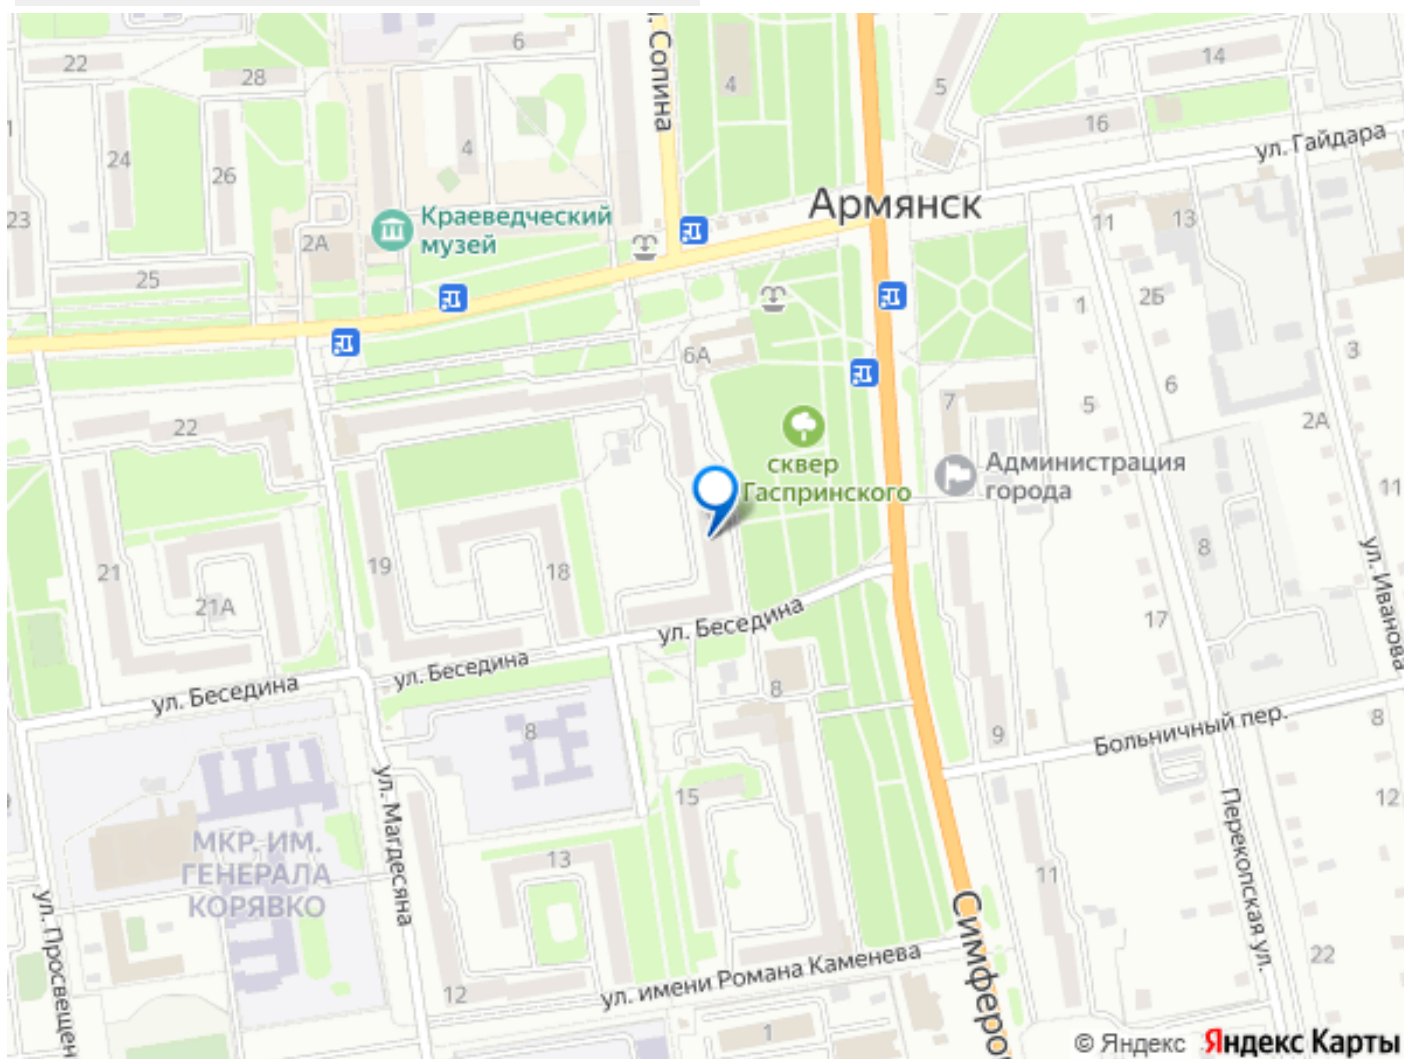 6
14
22
28
ул. Сопина
4
5
24
4
16
26
ул. Гайдара
23
Краеведческий
музей
Армянск
11
13
2А
25
1
2Б
6А
3
6
7
5
22
2А
сквер
Гаспринского
Администрация
города
11
21
19
18
8
ул. Иванова
21А
17
ул. Беседина
ул. Беседина
ул. Беседина
8
8
9
Больничный пер.
8
ул. Магдесяна
15
12
Перекопская ул.
МКР. ИМ.
ГЕНЕРАЛА
КОРЯВКО
13
11
ул. Просвещен
Симферо
22
12
ул. имени Романа Каменева
1
© Яндекс Яндекс Карты